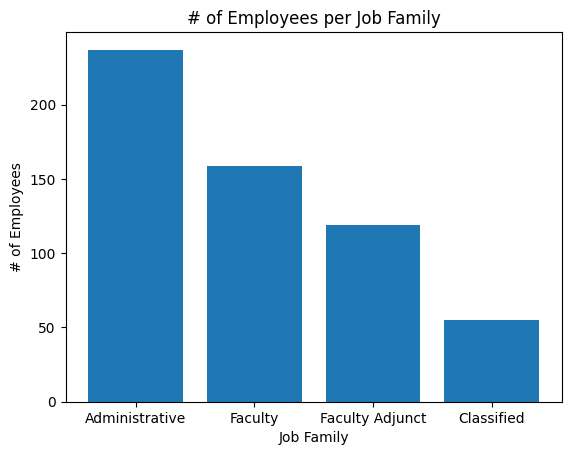 # of Employees per Job Family
# of Employees
200
150
100
50
0
Administrative
Faculty
Faculty Adjunct
Classified
Job Family